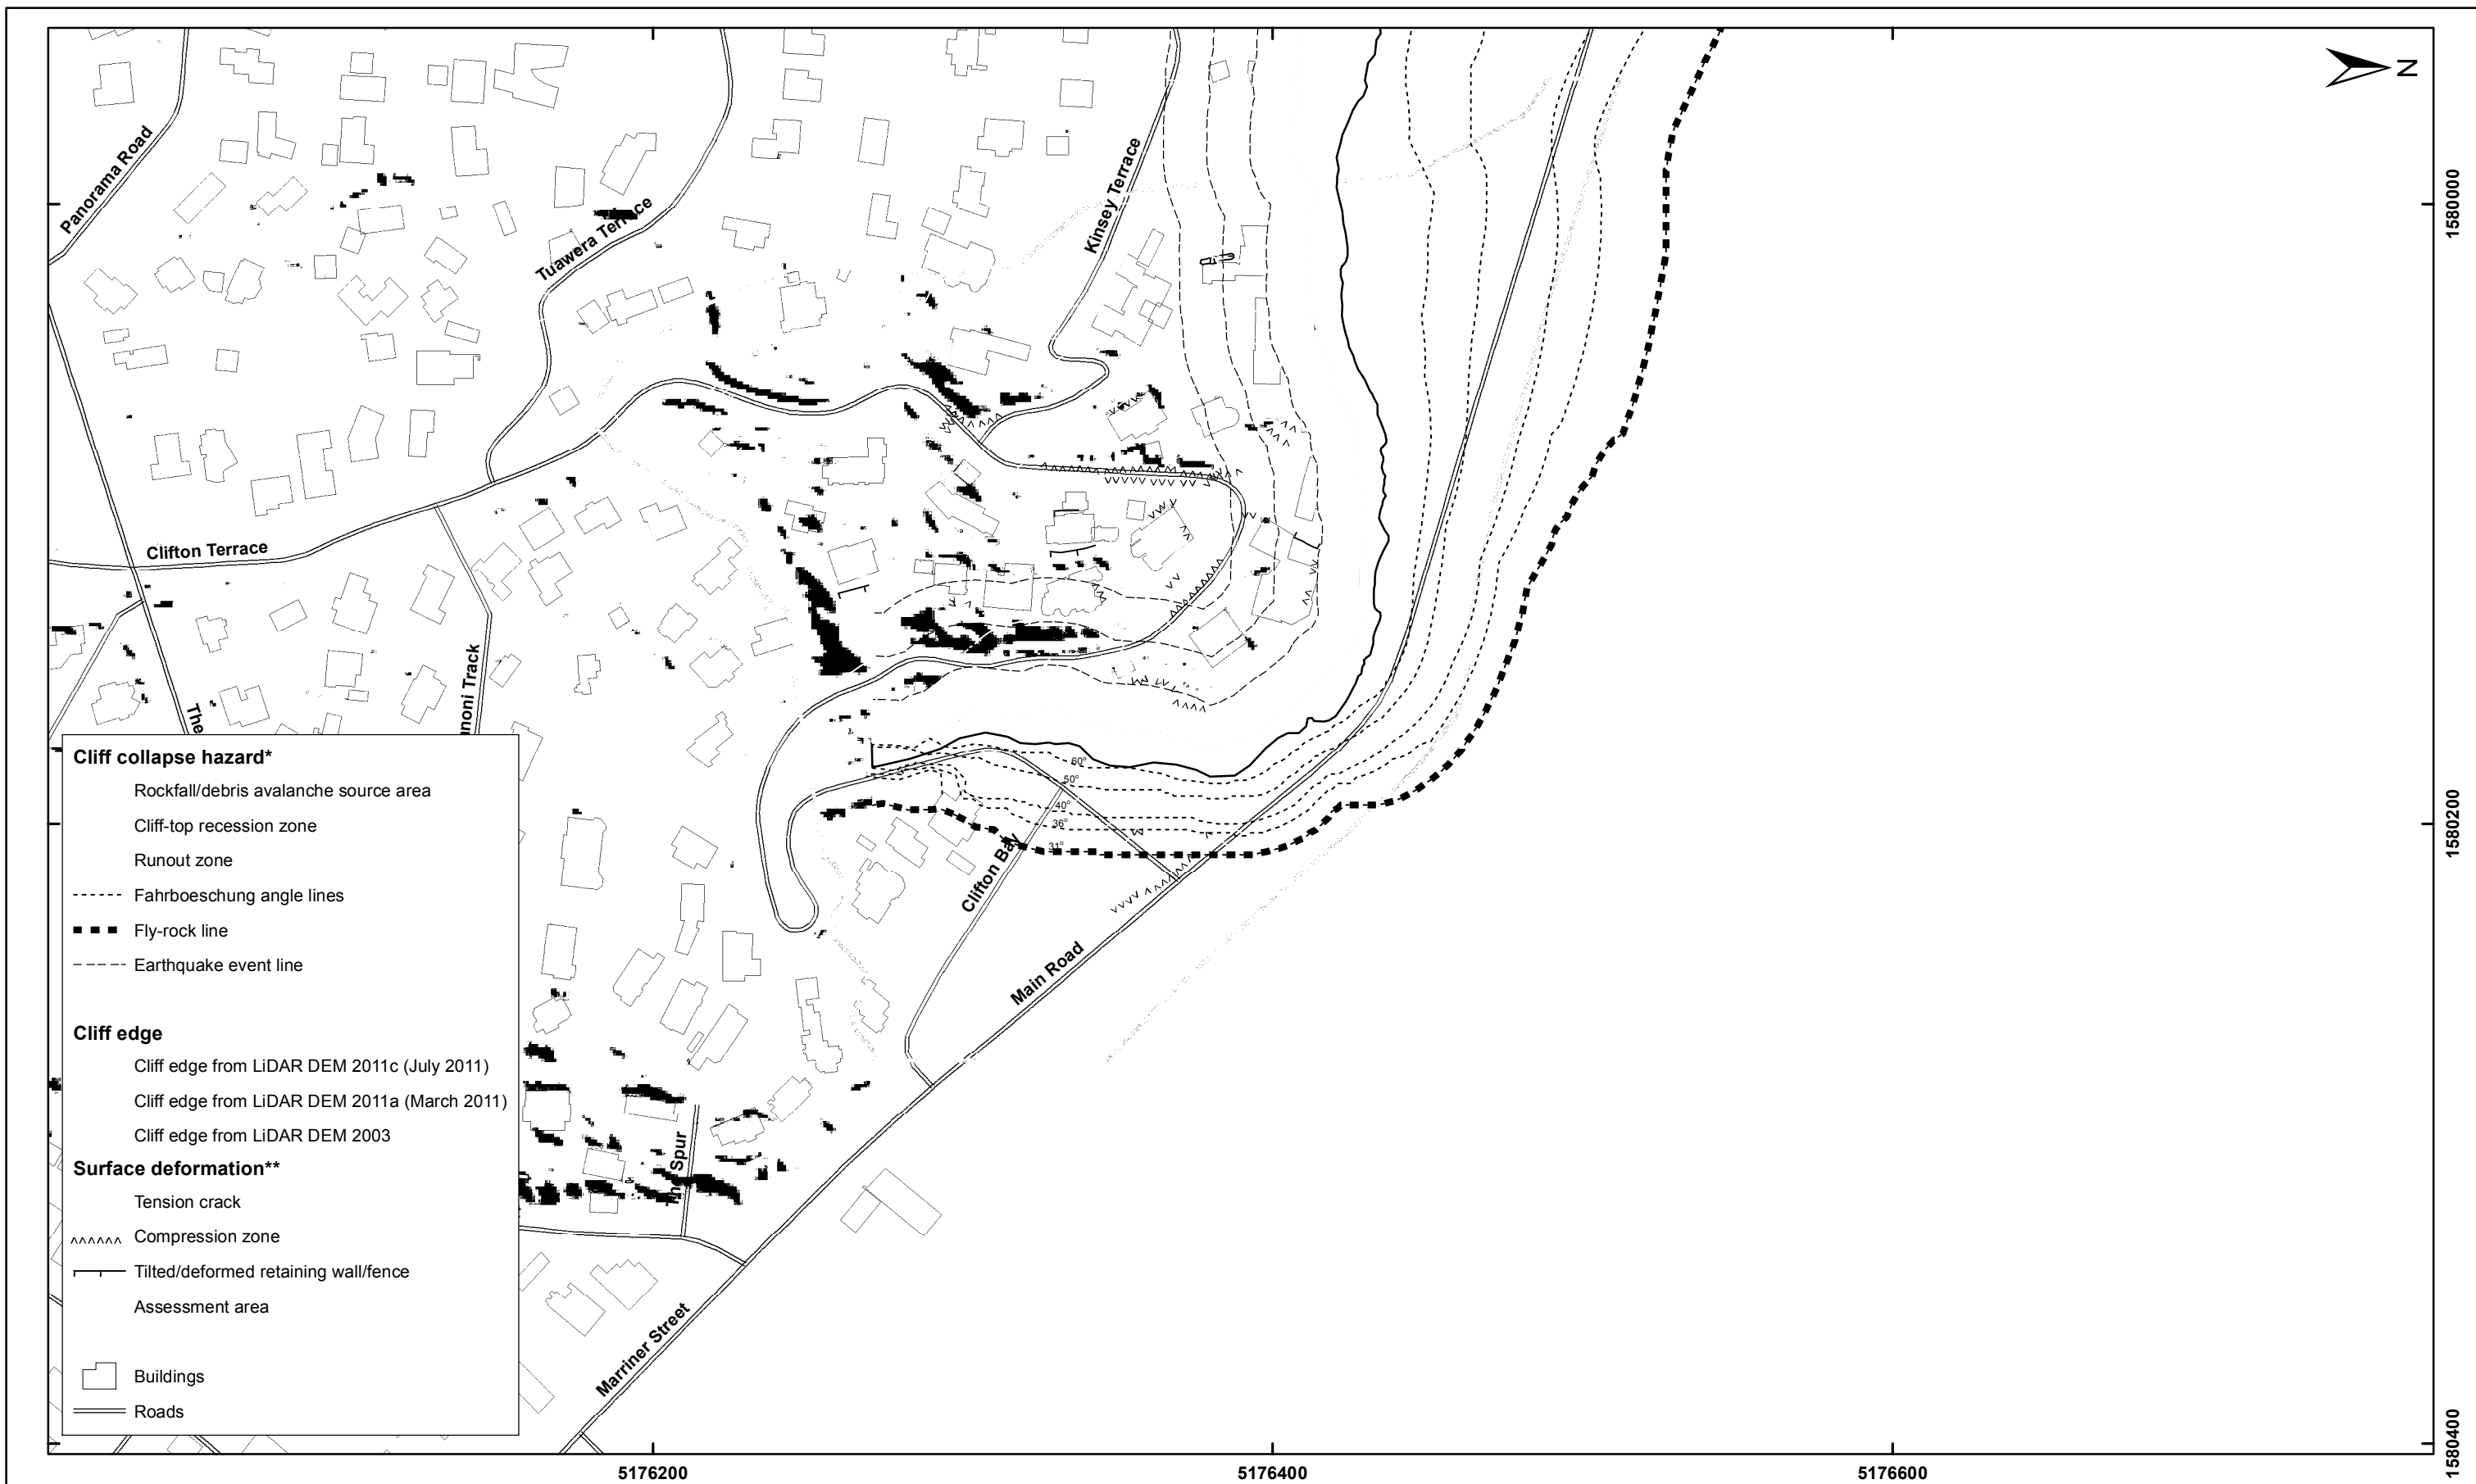 N
Panorama Road
Tuawera Terrace
Kinsey Terrace
1580000
Clifton Terrace
The
anoni Track
60°
50°
40°
36°
31°
Clifton Bay
Main Road
1580200
Cliff collapse hazard*
Rockfall/debris avalanche source area
Cliff-top recession zone
Runout zone
Fahrboeschung angle lines
Fly-rock line
Earthquake event line
Cliff edge
Cliff edge from LiDAR DEM 2011c (July 2011)
Cliff edge from LiDAR DEM 2011a (March 2011)
Cliff edge from LiDAR DEM 2003
Surface deformation**
Tension crack
Compression zone
Tilted/deformed retaining wall/fence
Assessment area
Buildings
Roads
The Spur
Marriner Street
1580400
5176200
5176400
5176600